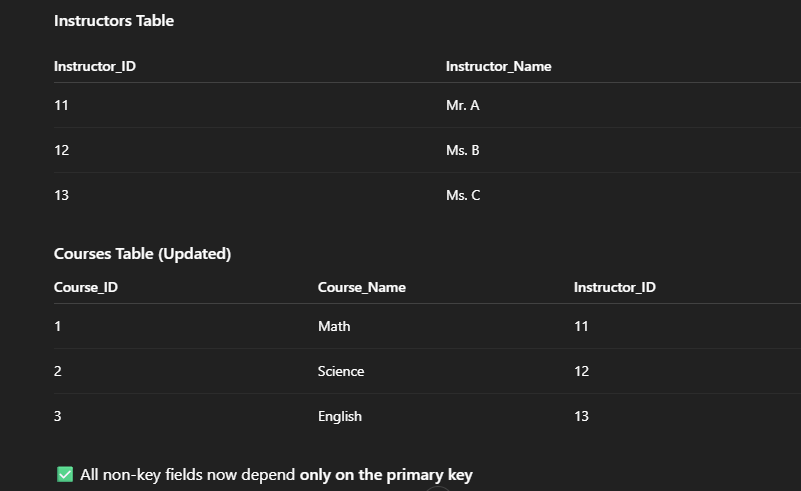 Instructors Table
Instructor_ID Instructor_Name
11 Mr. A
12 Ms. B
13 Ms. C
Courses Table (Updated)
Course_ID Course_Name Instructor_ID
1 Math 11
2 Science 12
3 English 13
✅ All non-key fields now depend only on the primary key